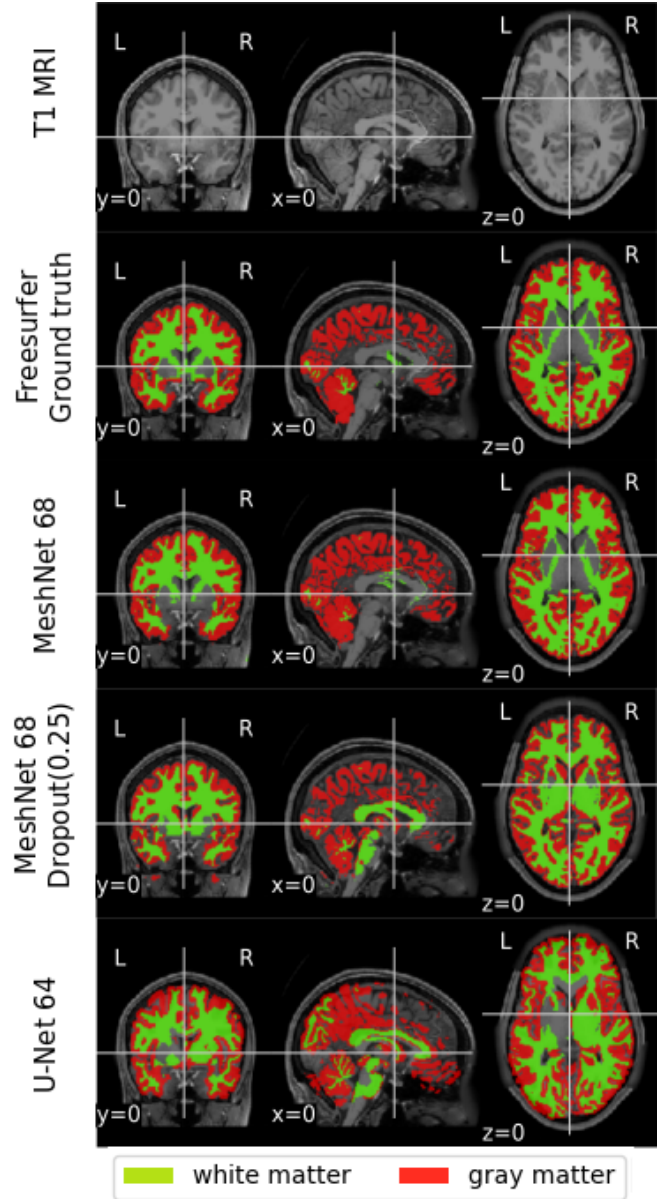 T1 MRI
L R
L R
y=0
x=0
z=0
Freesurfer
Ground truth
L R
L R
y=0
x=0
z=0
MeshNet 68
L R
L R
y=0
x=0
z=0
MeshNet 68
Dropout(0.25)
L R
L R
y=0
x=0
z=0
U-Net 64
L R
L R
y=0
x=0
z=0
white matter
gray matter